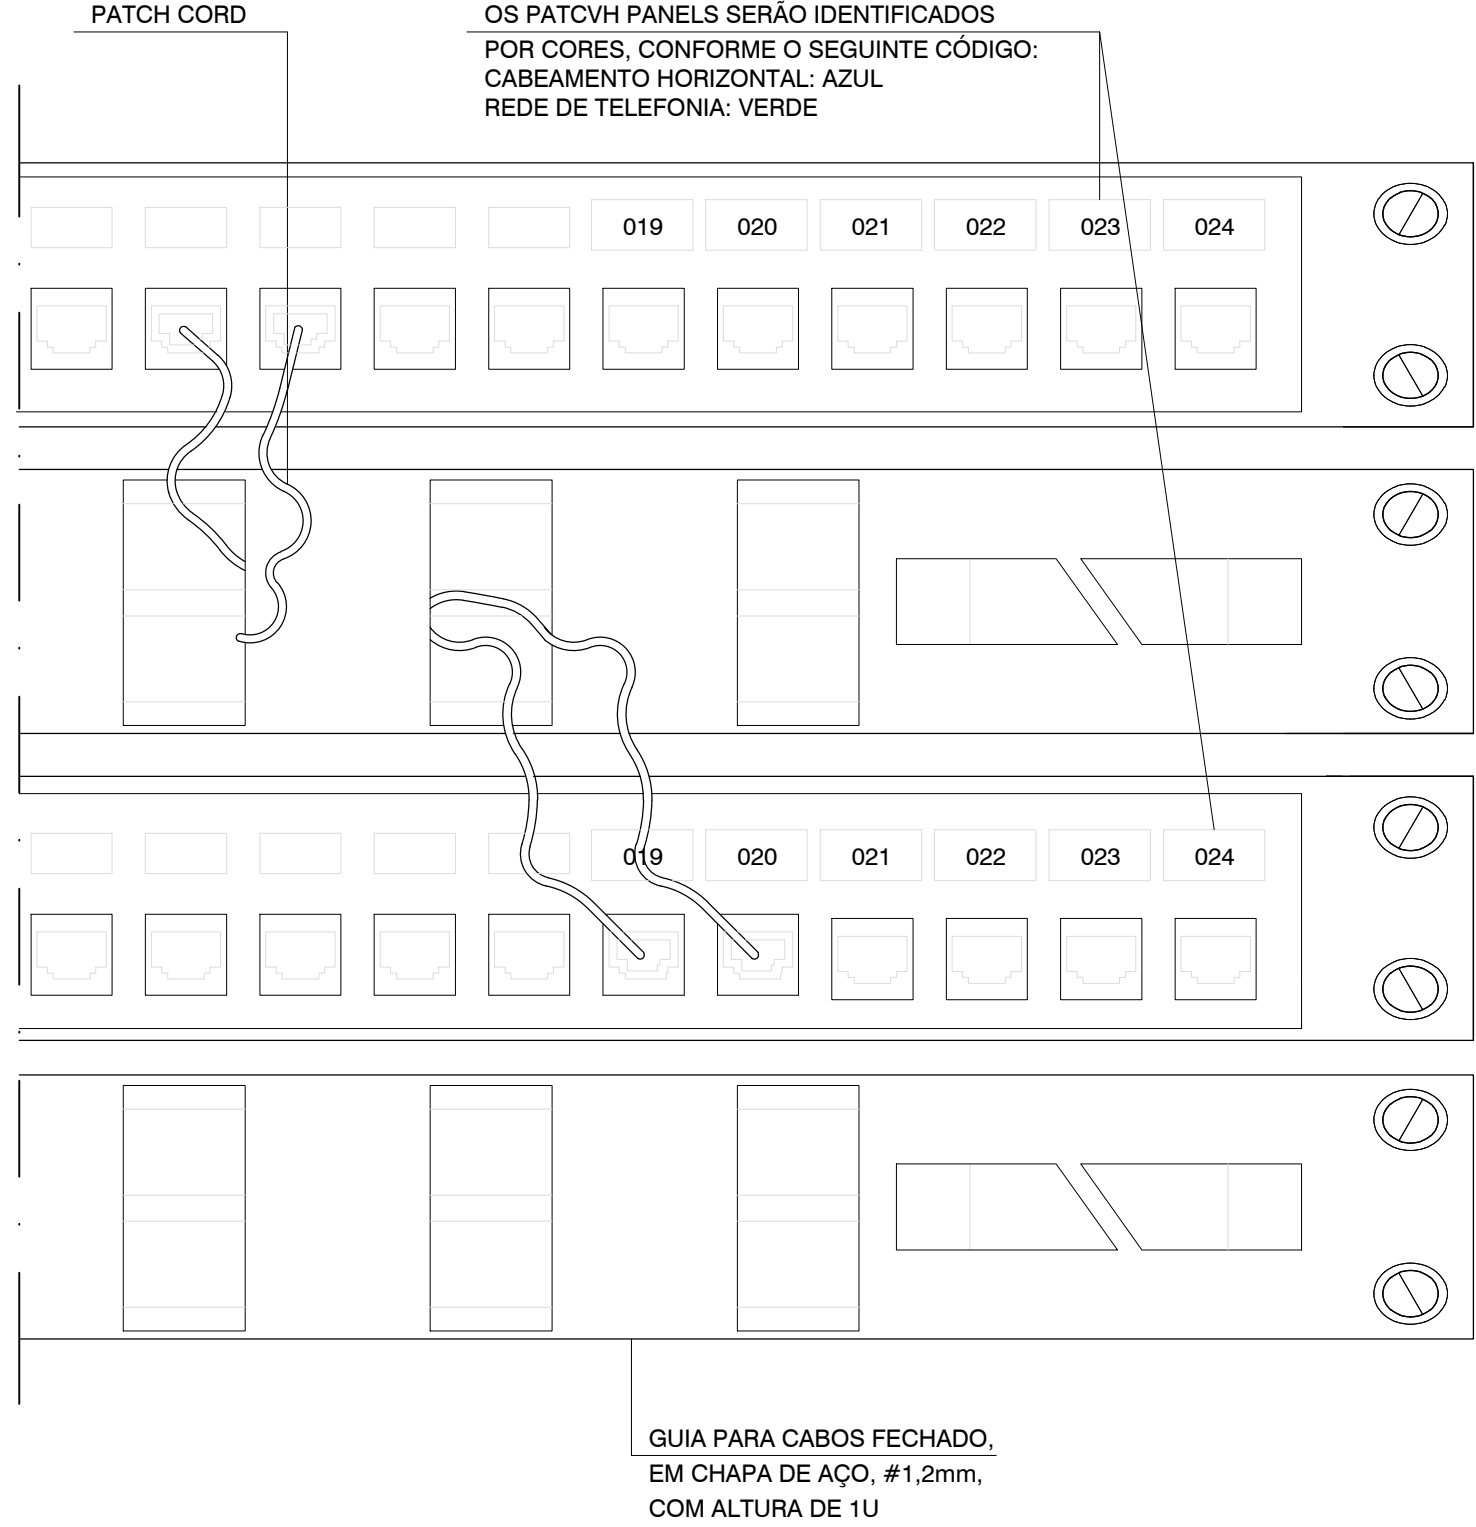 PATCH CORD
OS PATCVH PANELS SERÃO IDENTIFICADOS
POR CORES, CONFORME O SEGUINTE CÓDIGO:
CABEAMENTO HORIZONTAL: AZUL
REDE DE TELEFONIA: VERDE
019 020 021 022 023 024
019 020 021 022 023 024
GUIA PARA CABOS FECHADO,
EM CHAPA DE AÇO, #1,2mm,
COM ALTURA DE 1U